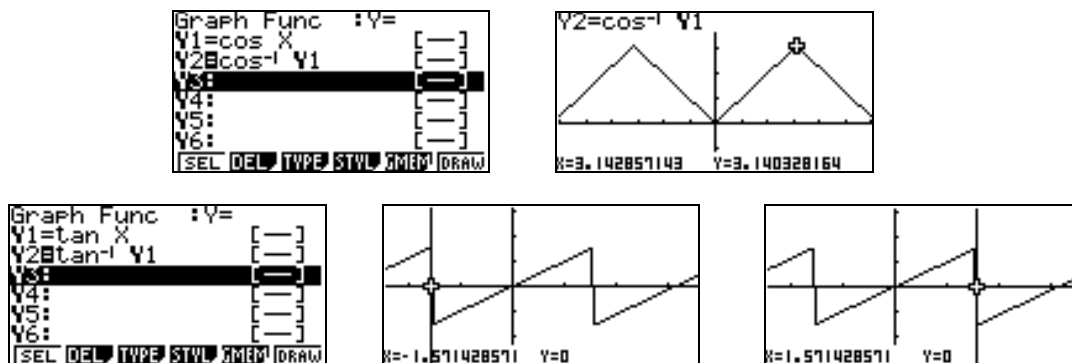 Graph Func :Y=
Y1=cos X [—]
Y2=cos⁻¹ Y1 [—]
Y3: [—]
Y4: [—]
Y5: [—]
Y6: [—]
SEL DEL TYPE STYL GMEM DRAW
Y2=cos⁻¹ Y1
X=3.142857143 Y=3.140328164
Graph Func :Y=
Y1=tan X [—]
Y2=tan⁻¹ Y1 [—]
Y3: [—]
Y4: [—]
Y5: [—]
Y6: [—]
SEL DEL TYPE STYL GMEM DRAW
X=-1.571428571 Y=0
X=1.571428571 Y=0